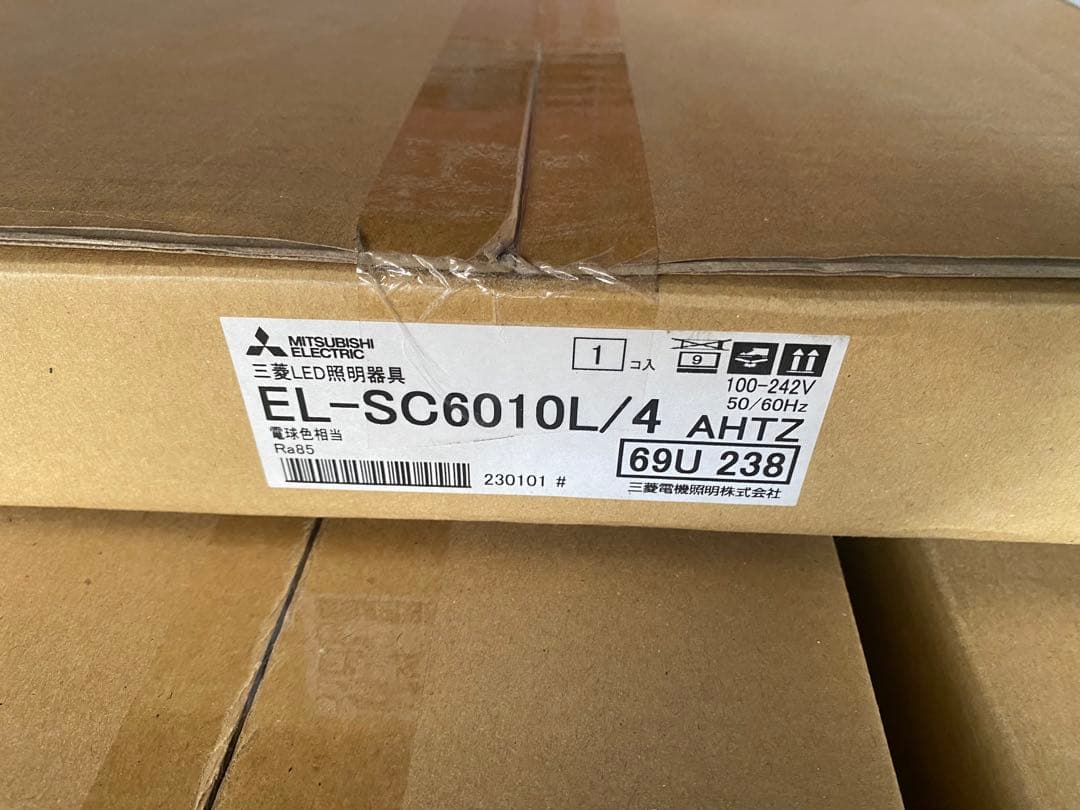 MITSUBISHI
ELECTRIC
1 コ入
9
三菱LED照明器具
100-242V
50/60Hz
EL-SC6010L/4 AHTZ
電球色相当
Ra85
69U 238
230101 #
三菱電機照明株式会社